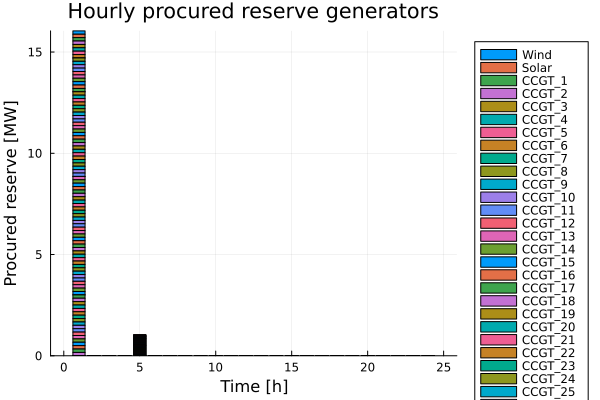 Hourly procured reserve generators
Procured reserve [MW]
15
10
5
0
0 5 10 15 20 25
Time [h]
Wind
Solar
CCGT_1
CCGT_2
CCGT_3
CCGT_4
CCGT_5
CCGT_6
CCGT_7
CCGT_8
CCGT_9
CCGT_10
CCGT_11
CCGT_12
CCGT_13
CCGT_14
CCGT_15
CCGT_16
CCGT_17
CCGT_18
CCGT_19
CCGT_20
CCGT_21
CCGT_22
CCGT_23
CCGT_24
CCGT_25